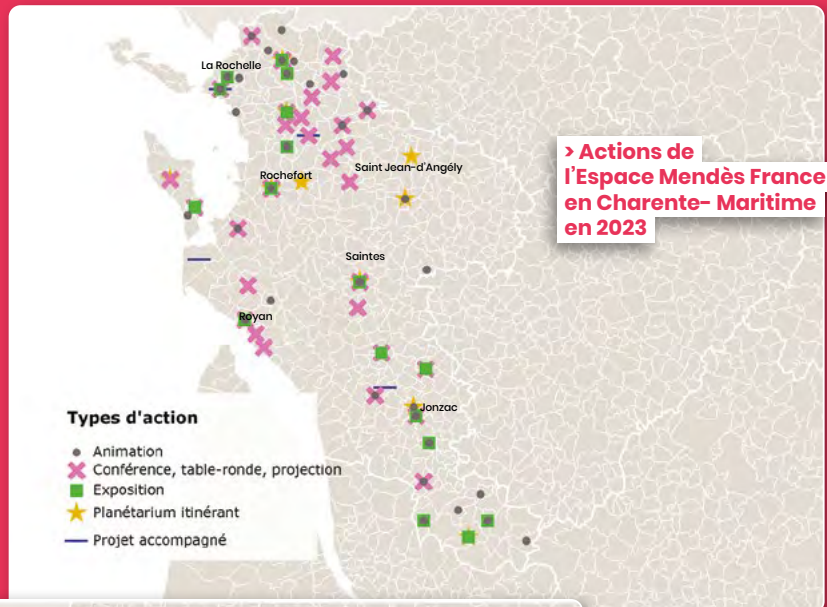 La Rochelle
> Actions de
l'Espace Mendès France
en Charente- Maritime
en 2023
Saint Jean-d'Angély
Rochefort
Saintes
Royan
Jonzac
Types d'action
Animation
Conférence, table-ronde, projection
Exposition
Planétarium itinérant
Projet accompagné